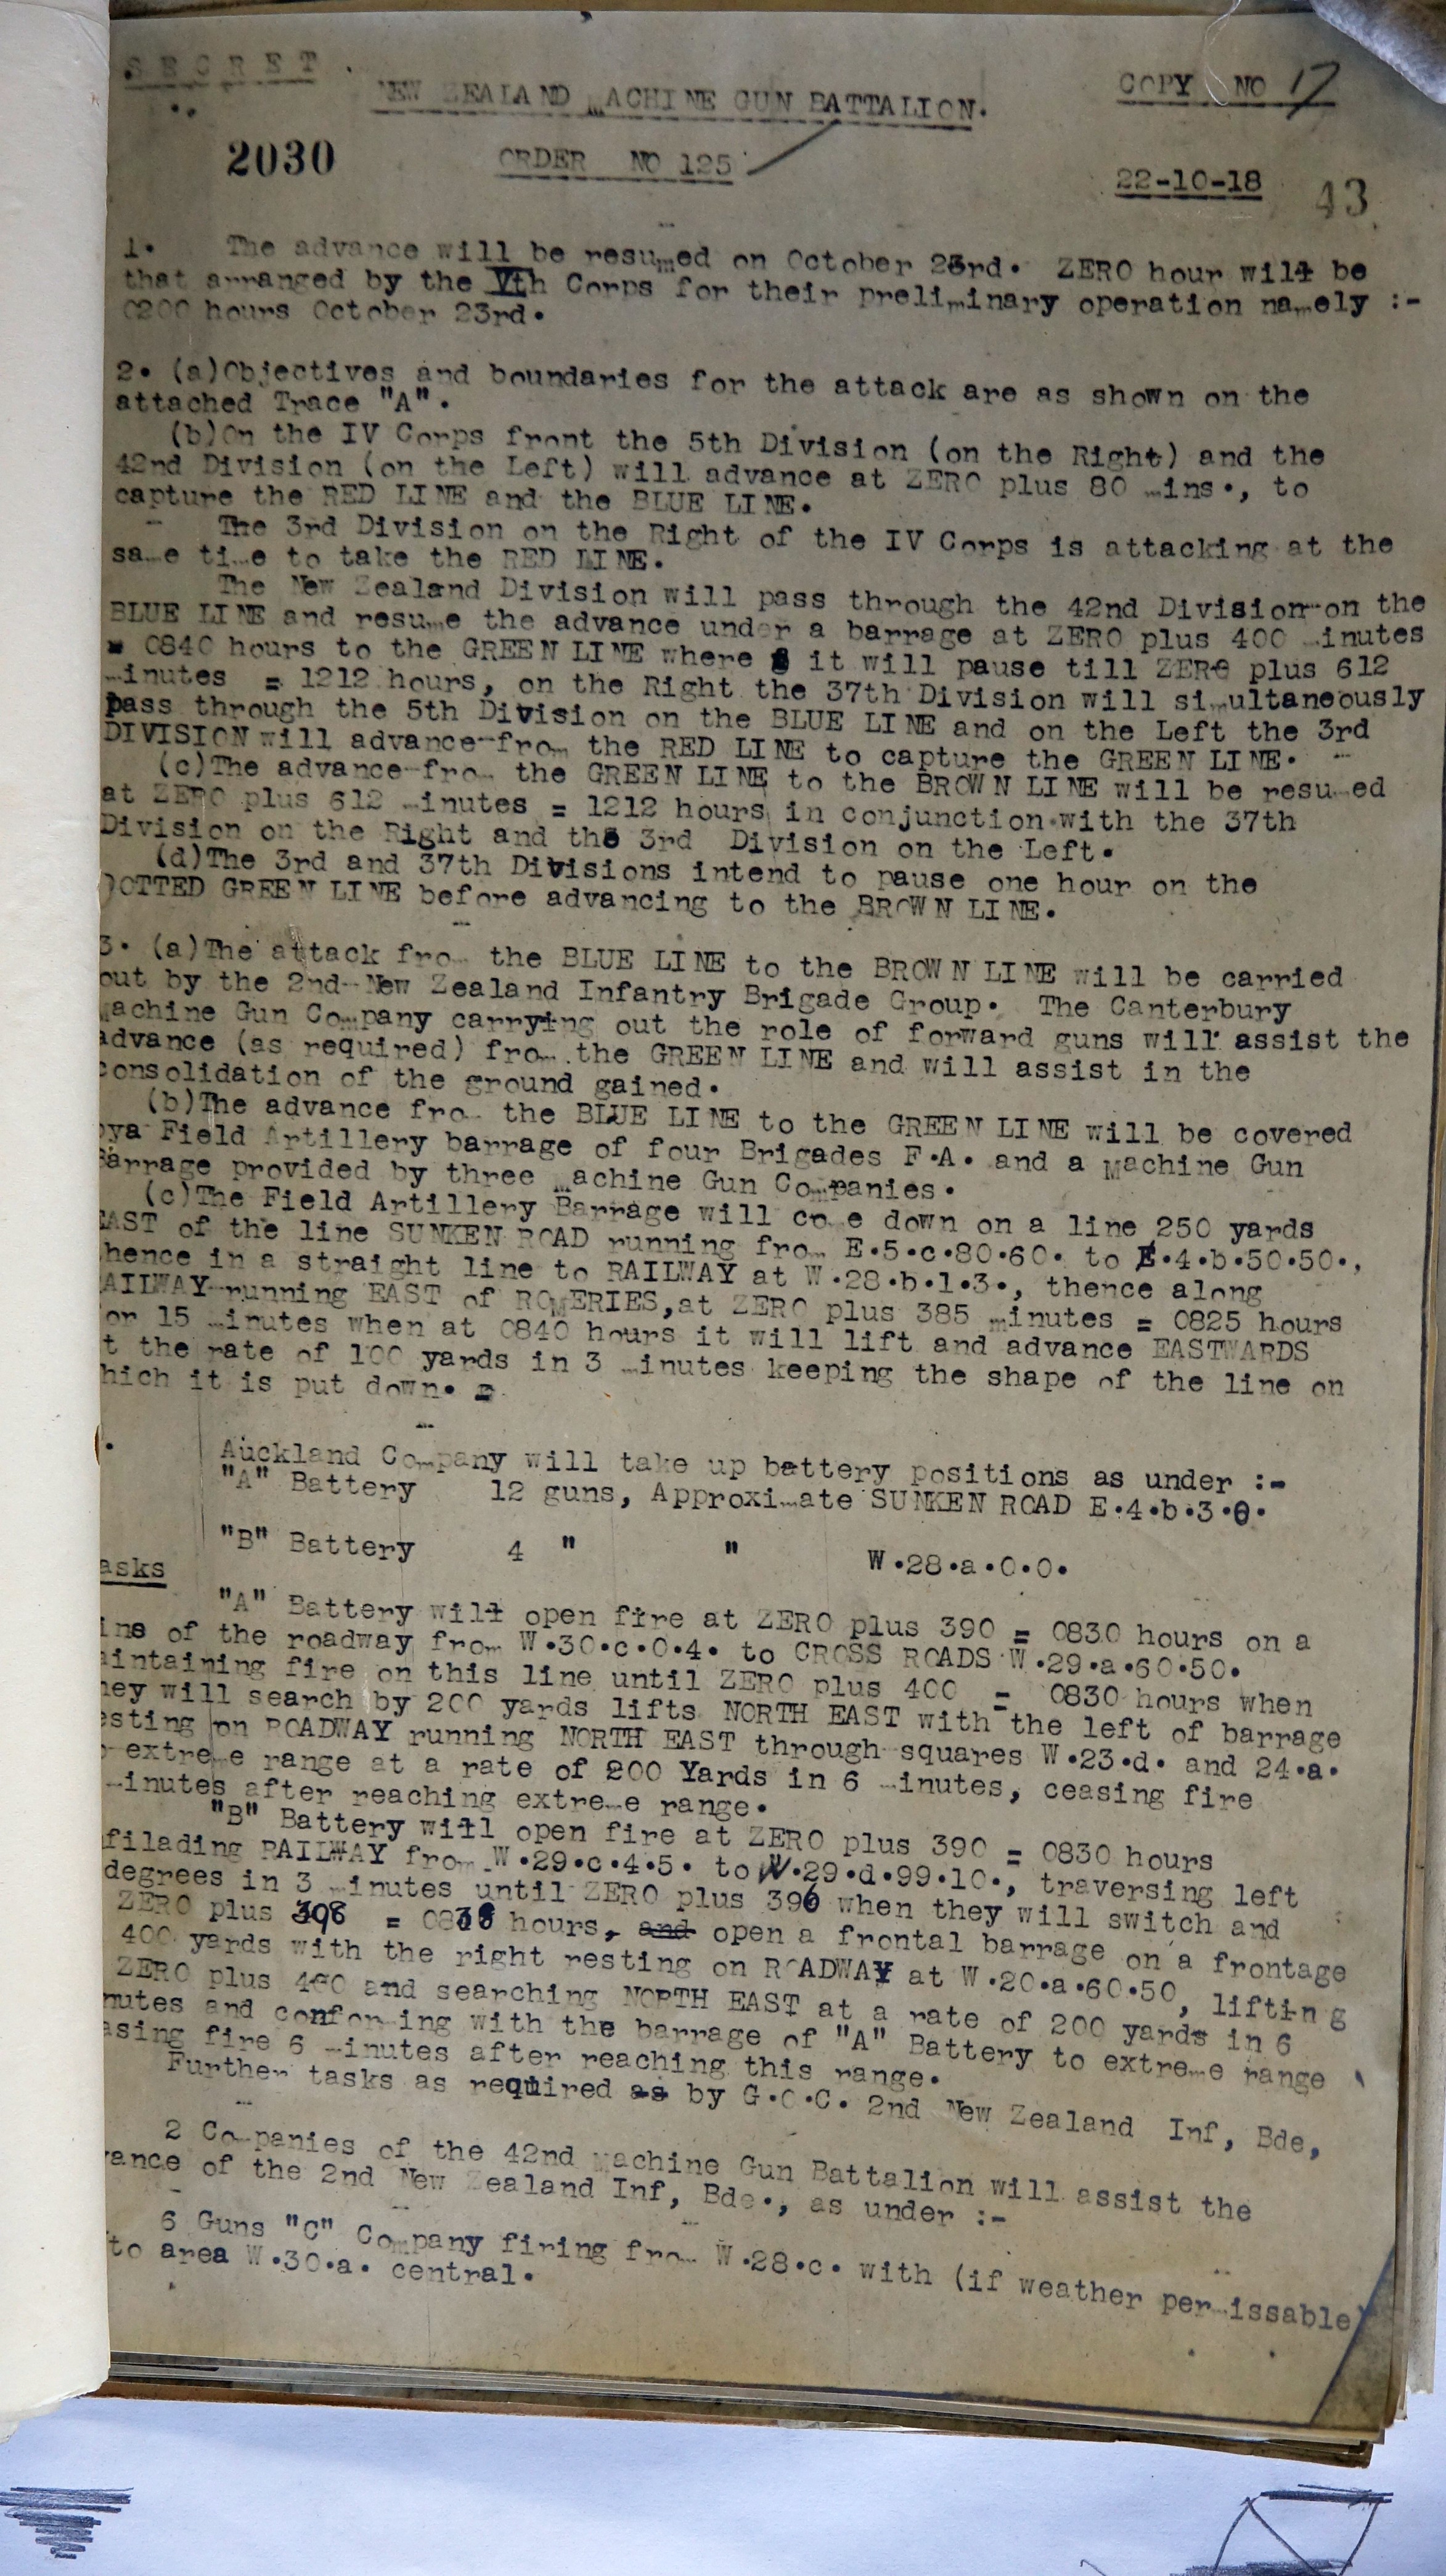 SECRET
NEW ZEALAND MACHINE GUN BATTALION.
COPY NO 17
2030
ORDER NO 125
22-10-18
43
1. The advance will be resumed on October 23rd. ZERO hour will be
that arranged by the Vth Corps for their preliminary operation namely :-
0200 hours October 23rd.
2. (a)Objectives and boundaries for the attack are as shown on the
attached Trace "A".
(b)On the IV Corps front the 5th Division (on the Right) and the
42nd Division (on the Left) will advance at ZERO plus 80 mins., to
capture the RED LINE and the BLUE LINE.
The 3rd Division on the Right of the IV Corps is attacking at the
same time to take the RED LINE.
The New Zealand Division will pass through the 42nd Division on the
BLUE LINE and resume the advance under a barrage at ZERO plus 400 minutes
= 0840 hours to the GREEN LINE where it will pause till ZERO plus 612
minutes = 1212 hours, on the Right the 37th Division will simultaneously
pass through the 5th Division on the BLUE LINE and on the Left the 3rd
DIVISION will advance from the RED LINE to capture the GREEN LINE.
(c)The advance from the GREEN LINE to the BROWN LINE will be resumed
at ZERO plus 612 minutes = 1212 hours in conjunction with the 37th
Division on the Right and the 3rd Division on the Left.
(d)The 3rd and 37th Divisions intend to pause one hour on the
DOTTED GREEN LINE before advancing to the BROWN LINE.
3. (a)The attack from the BLUE LINE to the BROWN LINE will be carried
out by the 2nd New Zealand Infantry Brigade Group. The Canterbury
Machine Gun Company carrying out the role of forward guns will assist the
advance (as required) from the GREEN LINE and will assist in the
consolidation of the ground gained.
(b)The advance from the BLUE LINE to the GREEN LINE will be covered
bya Field Artillery barrage of four Brigades F.A. and a Machine Gun
Barrage provided by three Machine Gun Companies.
(c)The Field Artillery Barrage will come down on a line 250 yards
EAST of the line SUNKEN ROAD running from E.5.c.80.60. to E.4.b.50.50.,
hence in a straight line to RAILWAY at W.28.b.1.3., thence along
AILWAY running EAST of ROMERIES,at ZERO plus 385 minutes = 0825 hours
or 15 minutes when at 0840 hours it will lift and advance EASTWARDS
t the rate of 100 yards in 3 minutes keeping the shape of the line on
hich it is put down.
. Auckland Company will take up battery positions as under :-
"A" Battery 12 guns, Approximate SUNKEN ROAD E.4.b.3.0.
"B" Battery 4 " " W.28.a.0.0.
asks
"A" Battery will open fire at ZERO plus 390 = 0830 hours on a
ine of the roadway from W.30.c.0.4. to CROSS ROADS W.29.a.60.50.
aintaining fire on this line until ZERO plus 400 = 0830 hours when
hey will search by 200 yards lifts NORTH EAST with the left of barrage
esting on ROADWAY running NORTH EAST through squares W.23.d. and 24.a.
o extreme range at a rate of 200 Yards in 6 minutes, ceasing fire
minutes after reaching extreme range.
"B" Battery will open fire at ZERO plus 390 = 0830 hours
filading RAILWAY from W.29.c.4.5. to W.29.d.99.10., traversing left
degrees in 3 minutes until ZERO plus 396 when they will switch and
ZERO plus 398 = 0838 hours, and open a frontal barrage on a frontage
400 yards with the right resting on ROADWAY at W.20.a.60.50, lifting
ZERO plus 400 and searching NORTH EAST at a rate of 200 yards in 6
nutes and conforming with the barrage of "A" Battery to extreme range
asing fire 6 minutes after reaching this range.
Further tasks as required as by G.O.C. 2nd New Zealand Inf, Bde,
2 Companies of the 42nd Machine Gun Battalion will assist the
vance of the 2nd New Zealand Inf, Bde., as under :-
6 Guns "C" Company firing from W.28.c. with (if weather permissable)
to area W.30.a. central.